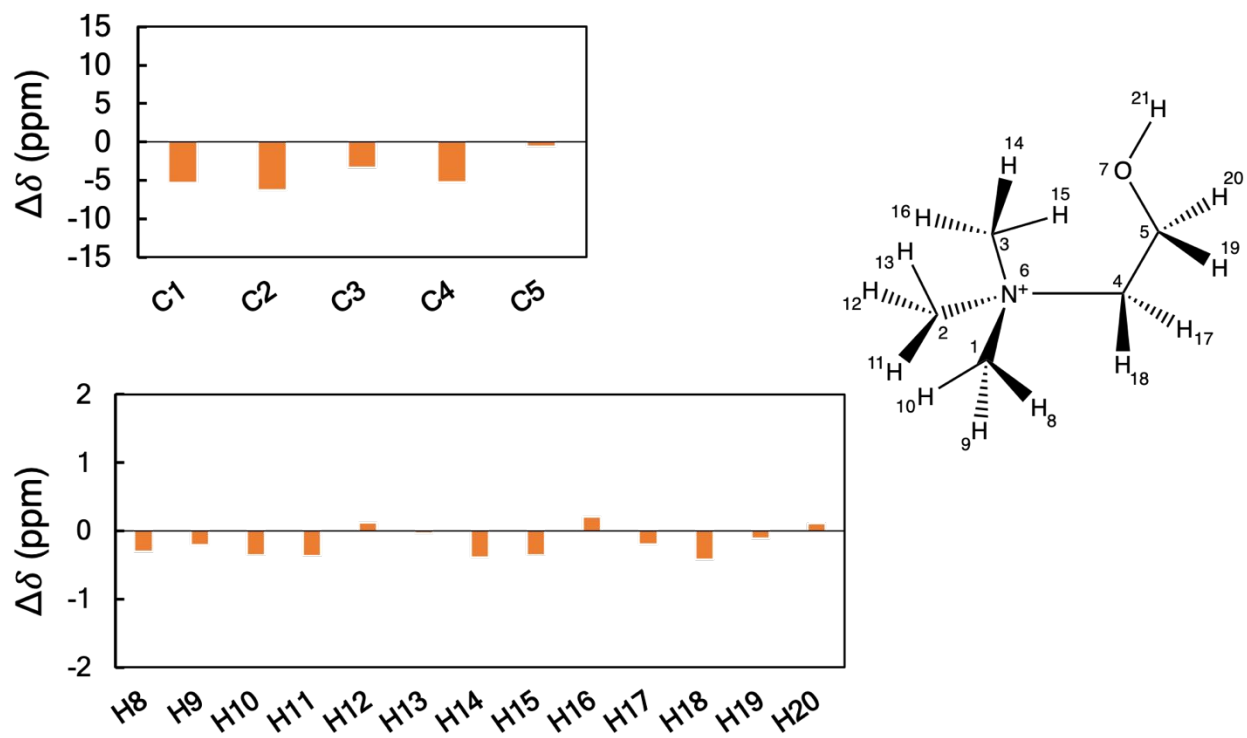 Δδ (ppm)
15
10
5
0
-5
-10
-15
C1 C2 C3 C4 C5
Δδ (ppm)
2
1
0
-1
-2
H8 H9 H10 H11 H12 H13 H14 H15 H16 H17 H18 H19 H20
21 H
14 H
7 O
20 H
16 H
15 H
3
5
13 H
6
19 H
12 H
N+
4
2
H 17
1
11 H
H 18
10 H
H 8
9 H